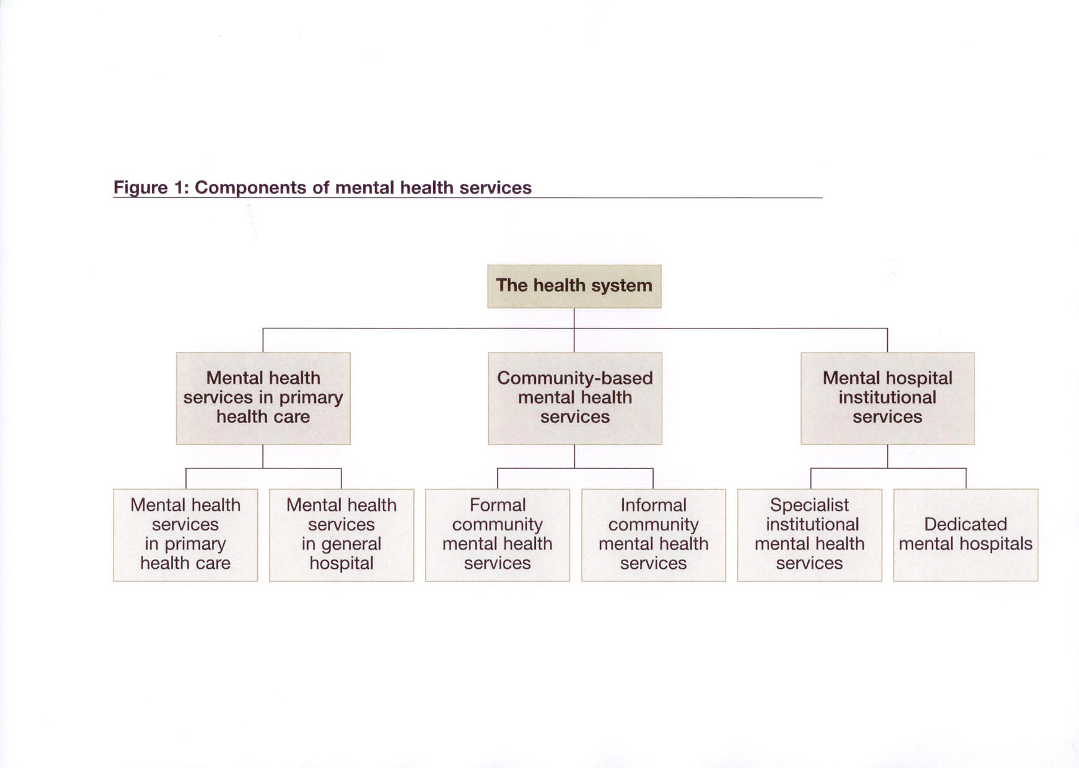 Figure 1: Components of mental health services
The health system
Mental health
services in primary
health care
Community-based
mental health
services
Mental hospital
institutional
services
Mental health
services
in primary
health care
Mental health
services
in general
hospital
Formal
community
mental health
services
Informal
community
mental health
services
Specialist
institutional
mental health
services
Dedicated
mental hospitals